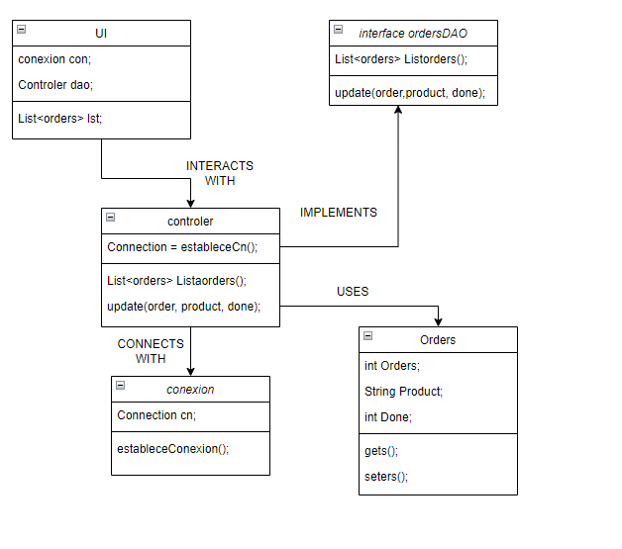 UI
conexion con;
Controler dao;
List<orders> lst;
interface ordersDAO
List<orders> Listorders();
update(order,product, done);
INTERACTS
WITH
IMPLEMENTS
controler
Connection = estableceCn();
List<orders> Listaorders();
update(order, product, done);
USES
CONNECTS
WITH
conexion
Connection cn;
estableceConexion();
Orders
int Orders;
String Product;
int Done;
gets();
seters();